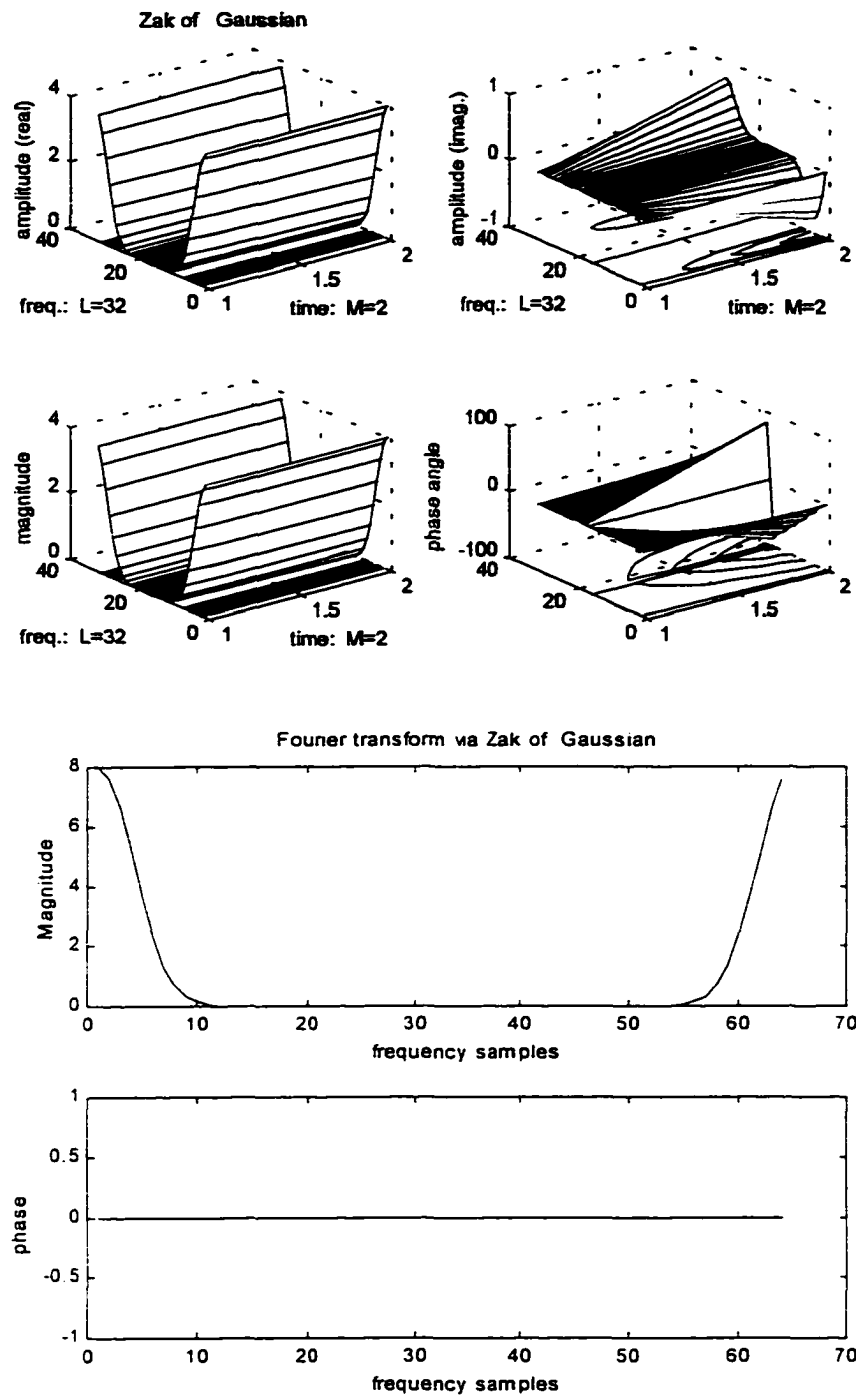 Zak of Gaussian
amplitude (real)
4
2
0
40
20
0
1
1.5
2
freq.: L=32
time: M=2
amplitude (imag.)
1
0
-1
40
20
0
1
1.5
2
freq.: L=32
time: M=2
magnitude
4
2
0
40
20
0
1
1.5
2
freq.: L=32
time: M=2
phase angle
100
0
-100
40
20
0
1
1.5
2
Fourier transform via Zak of Gaussian
Magnitude
8
6
4
2
0
0 10 20 30 40 50 60 70
frequency samples
phase
1
0.5
0
-0.5
-1
0 10 20 30 40 50 60 70
frequency samples